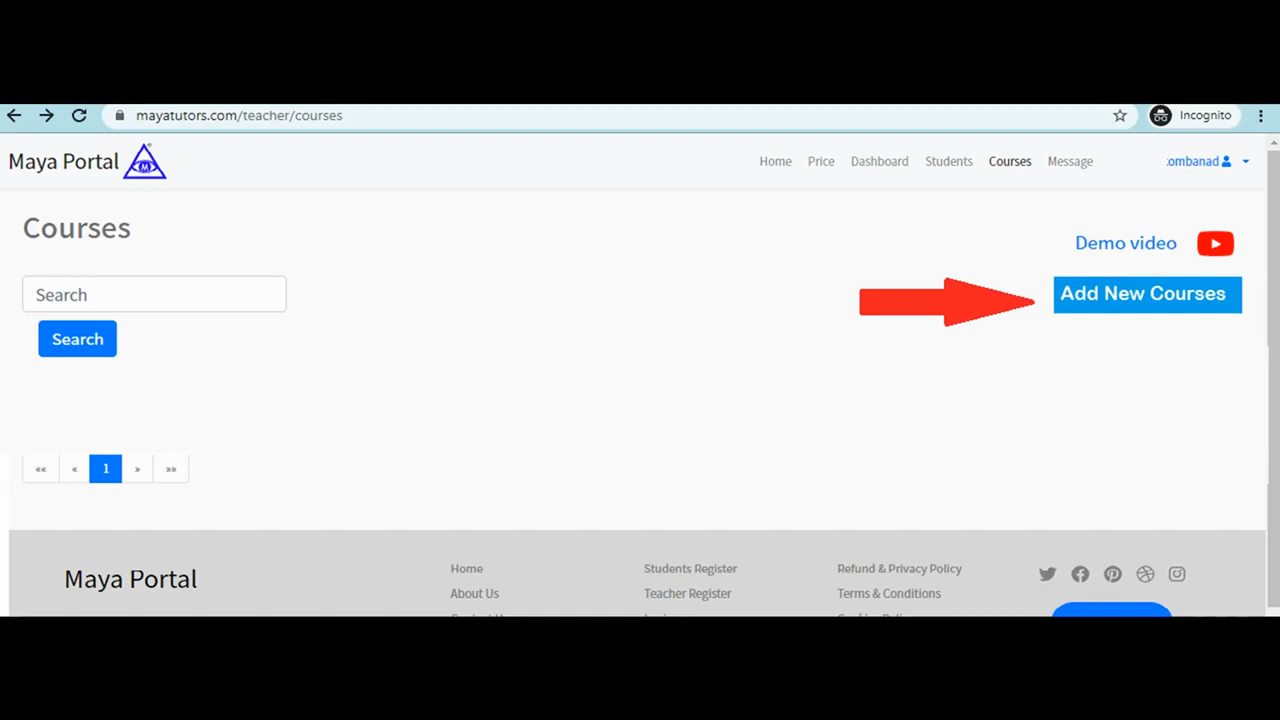 mayatutors.com/teacher/courses
Incognito
Maya Portal
M
Home Price Dashboard Students Courses Message
ombanad
Courses
Demo video
Search
Add New Courses
Search
«« « 1 » »»
Maya Portal
Home
About Us
Students Register
Teacher Register
Refund & Privacy Policy
Terms & Conditions